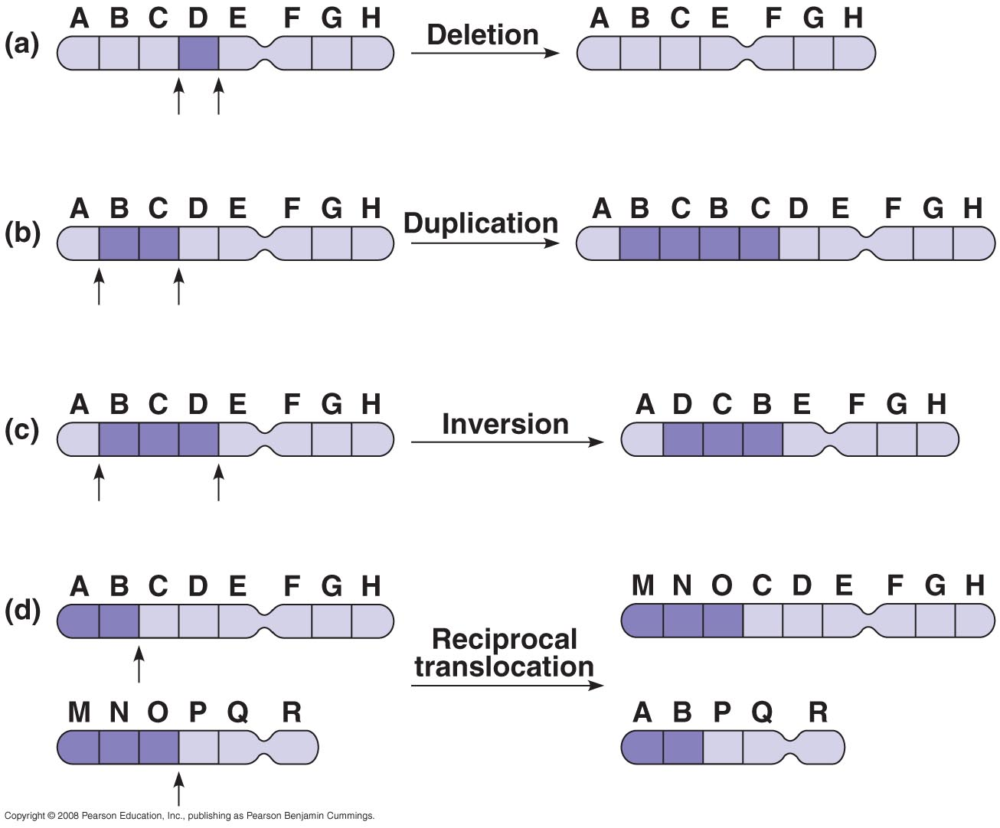 A B C D E F G H
(a)
Deletion
A B C E F G H
A B C D E F G H
(b)
Duplication
A B C B C D E F G H
A B C D E F G H
(c)
Inversion
A D C B E F G H
A B C D E F G H
(d)
M N O P Q R
Reciprocal
translocation
M N O C D E F G H
A B P Q R
Copyright © 2008 Pearson Education, Inc., publishing as Pearson Benjamin Cummings.